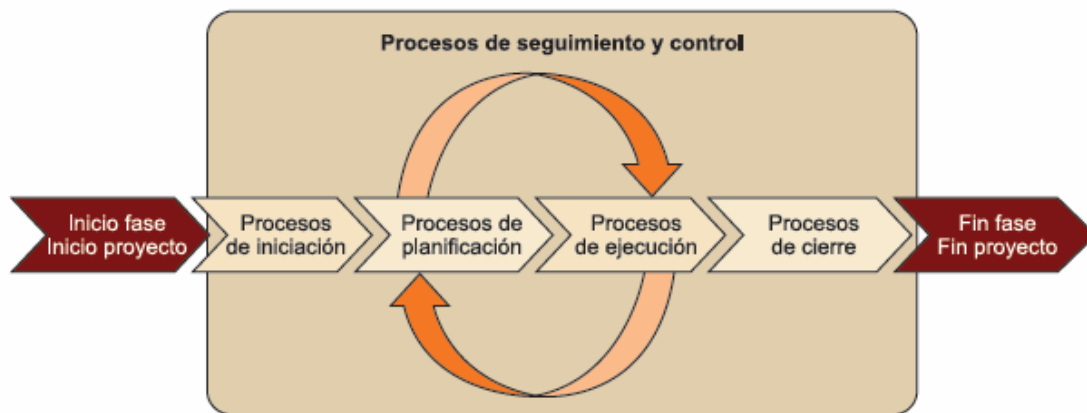 Procesos de seguimiento y control
Inicio fase
Inicio proyecto
Procesos
de iniciación
Procesos de
planificación
Procesos
de ejecución
Procesos
de cierre
Fin fase
Fin proyecto